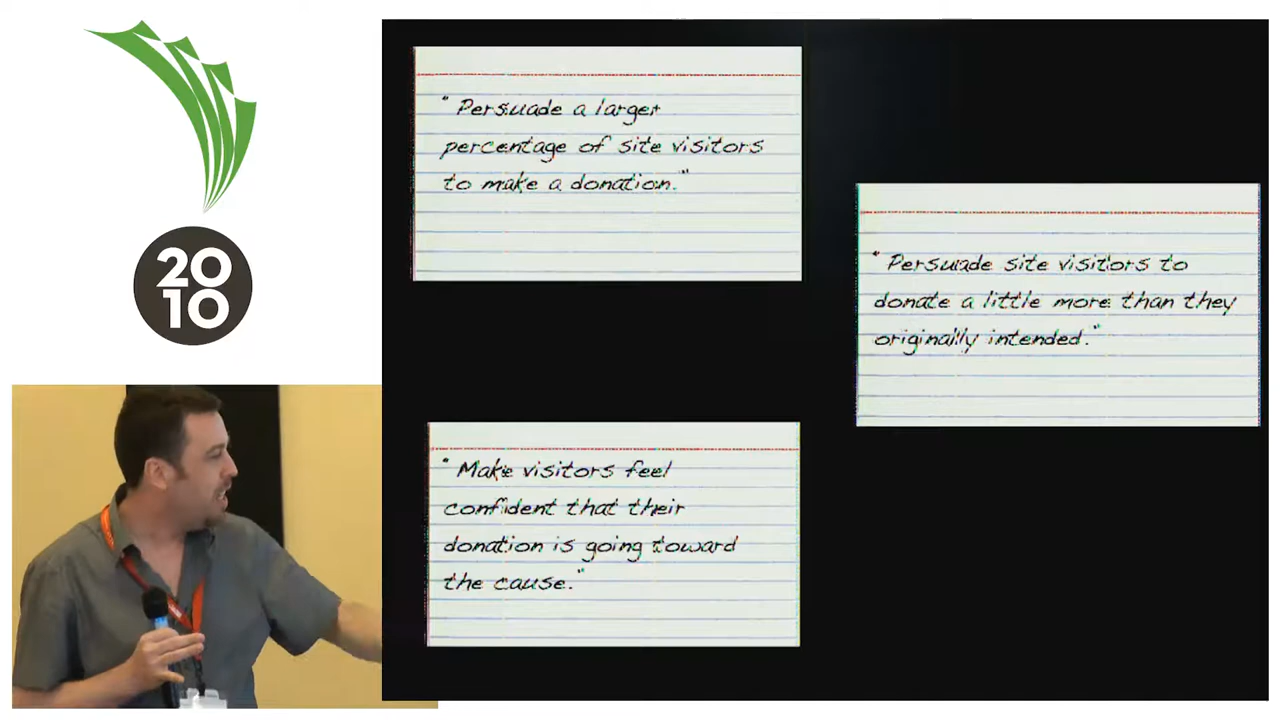 20
10
"Persuade a larger
percentage of site visitors
to make a donation."
"Persuade site visitors to
donate a little more than they
originally intended."
"Make visitors feel
confident that their
donation is going toward
the cause."